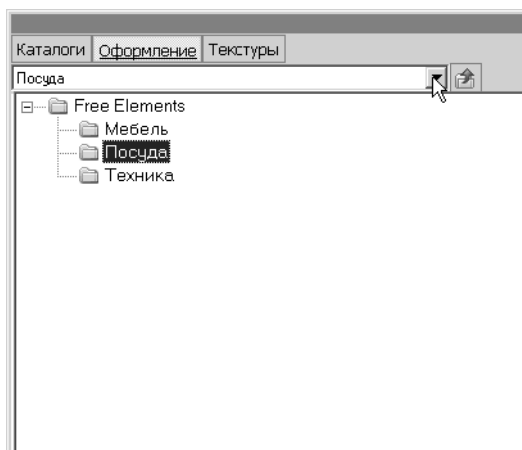 Каталоги Оформление Текстуры
Посуда
Free Elements
Мебель
Посуда
Техника